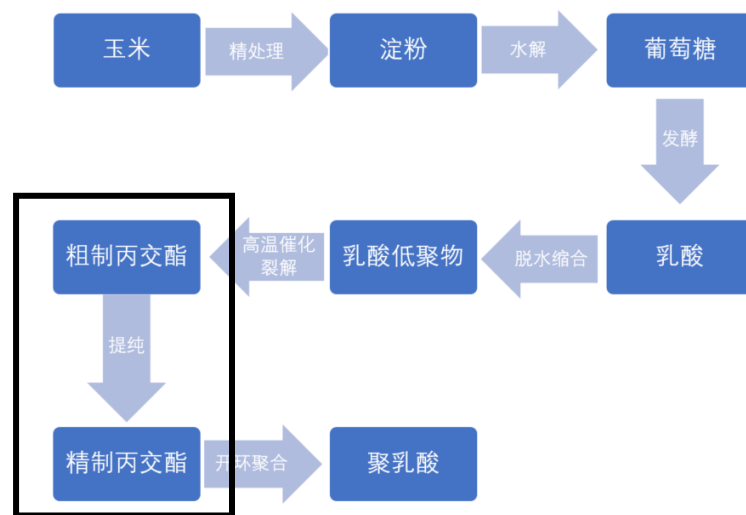 玉米
精处理
淀粉
水解
葡萄糖
发酵
乳酸
脱水缩合
乳酸低聚物
高温催化
裂解
粗制丙交酯
提纯
精制丙交酯
开环聚合
聚乳酸